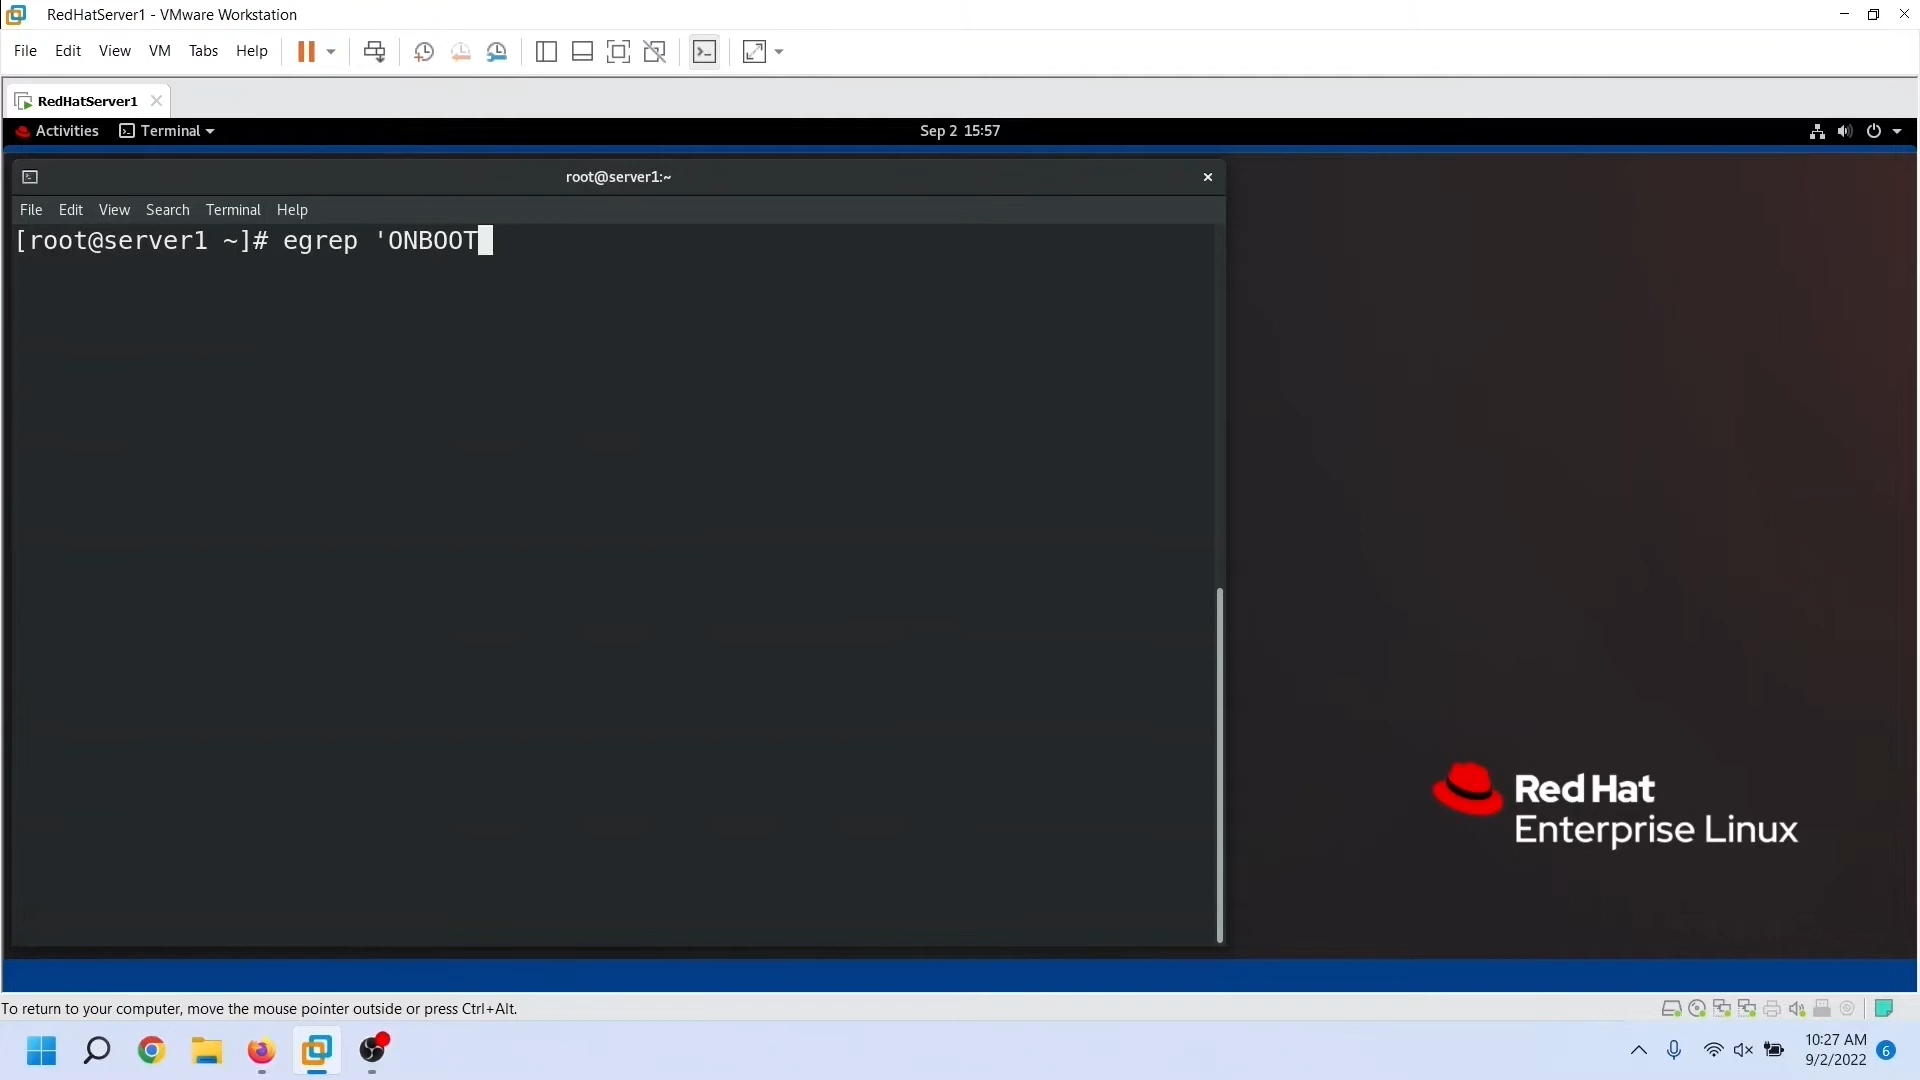 RedHatServer1 - VMware Workstation
File Edit View VM Tabs Help
RedHatServer1
Activities Terminal Sep 2 15:57
root@server1:~
File Edit View Search Terminal Help
[root@server1 ~]# egrep 'ONBOOT
Red Hat
Enterprise Linux
To return to your computer, move the mouse pointer outside or press Ctrl+Alt.
10:27 AM
9/2/2022 6